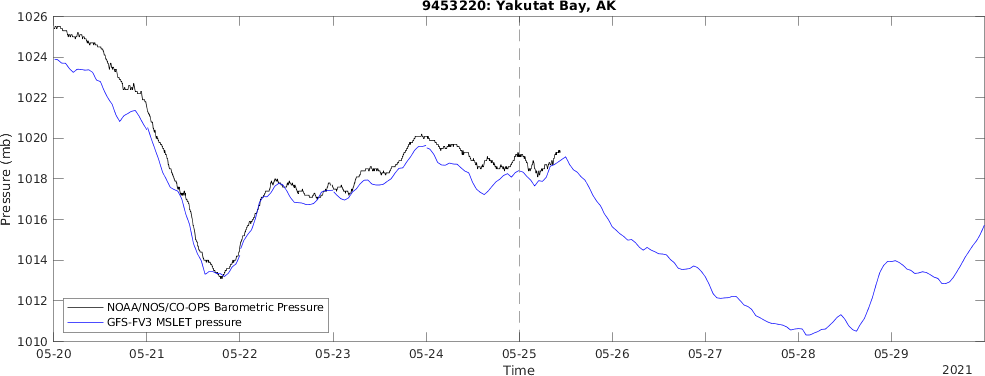 9453220: Yakutat Bay, AK
Pressure (mb)
1026
1024
1022
1020
1018
1016
1014
1012
1010
NOAA/NOS/CO-OPS Barometric Pressure
GFS-FV3 MSLET pressure
05-20 05-21 05-22 05-23 05-24 05-25 05-26 05-27 05-28 05-29
Time
2021